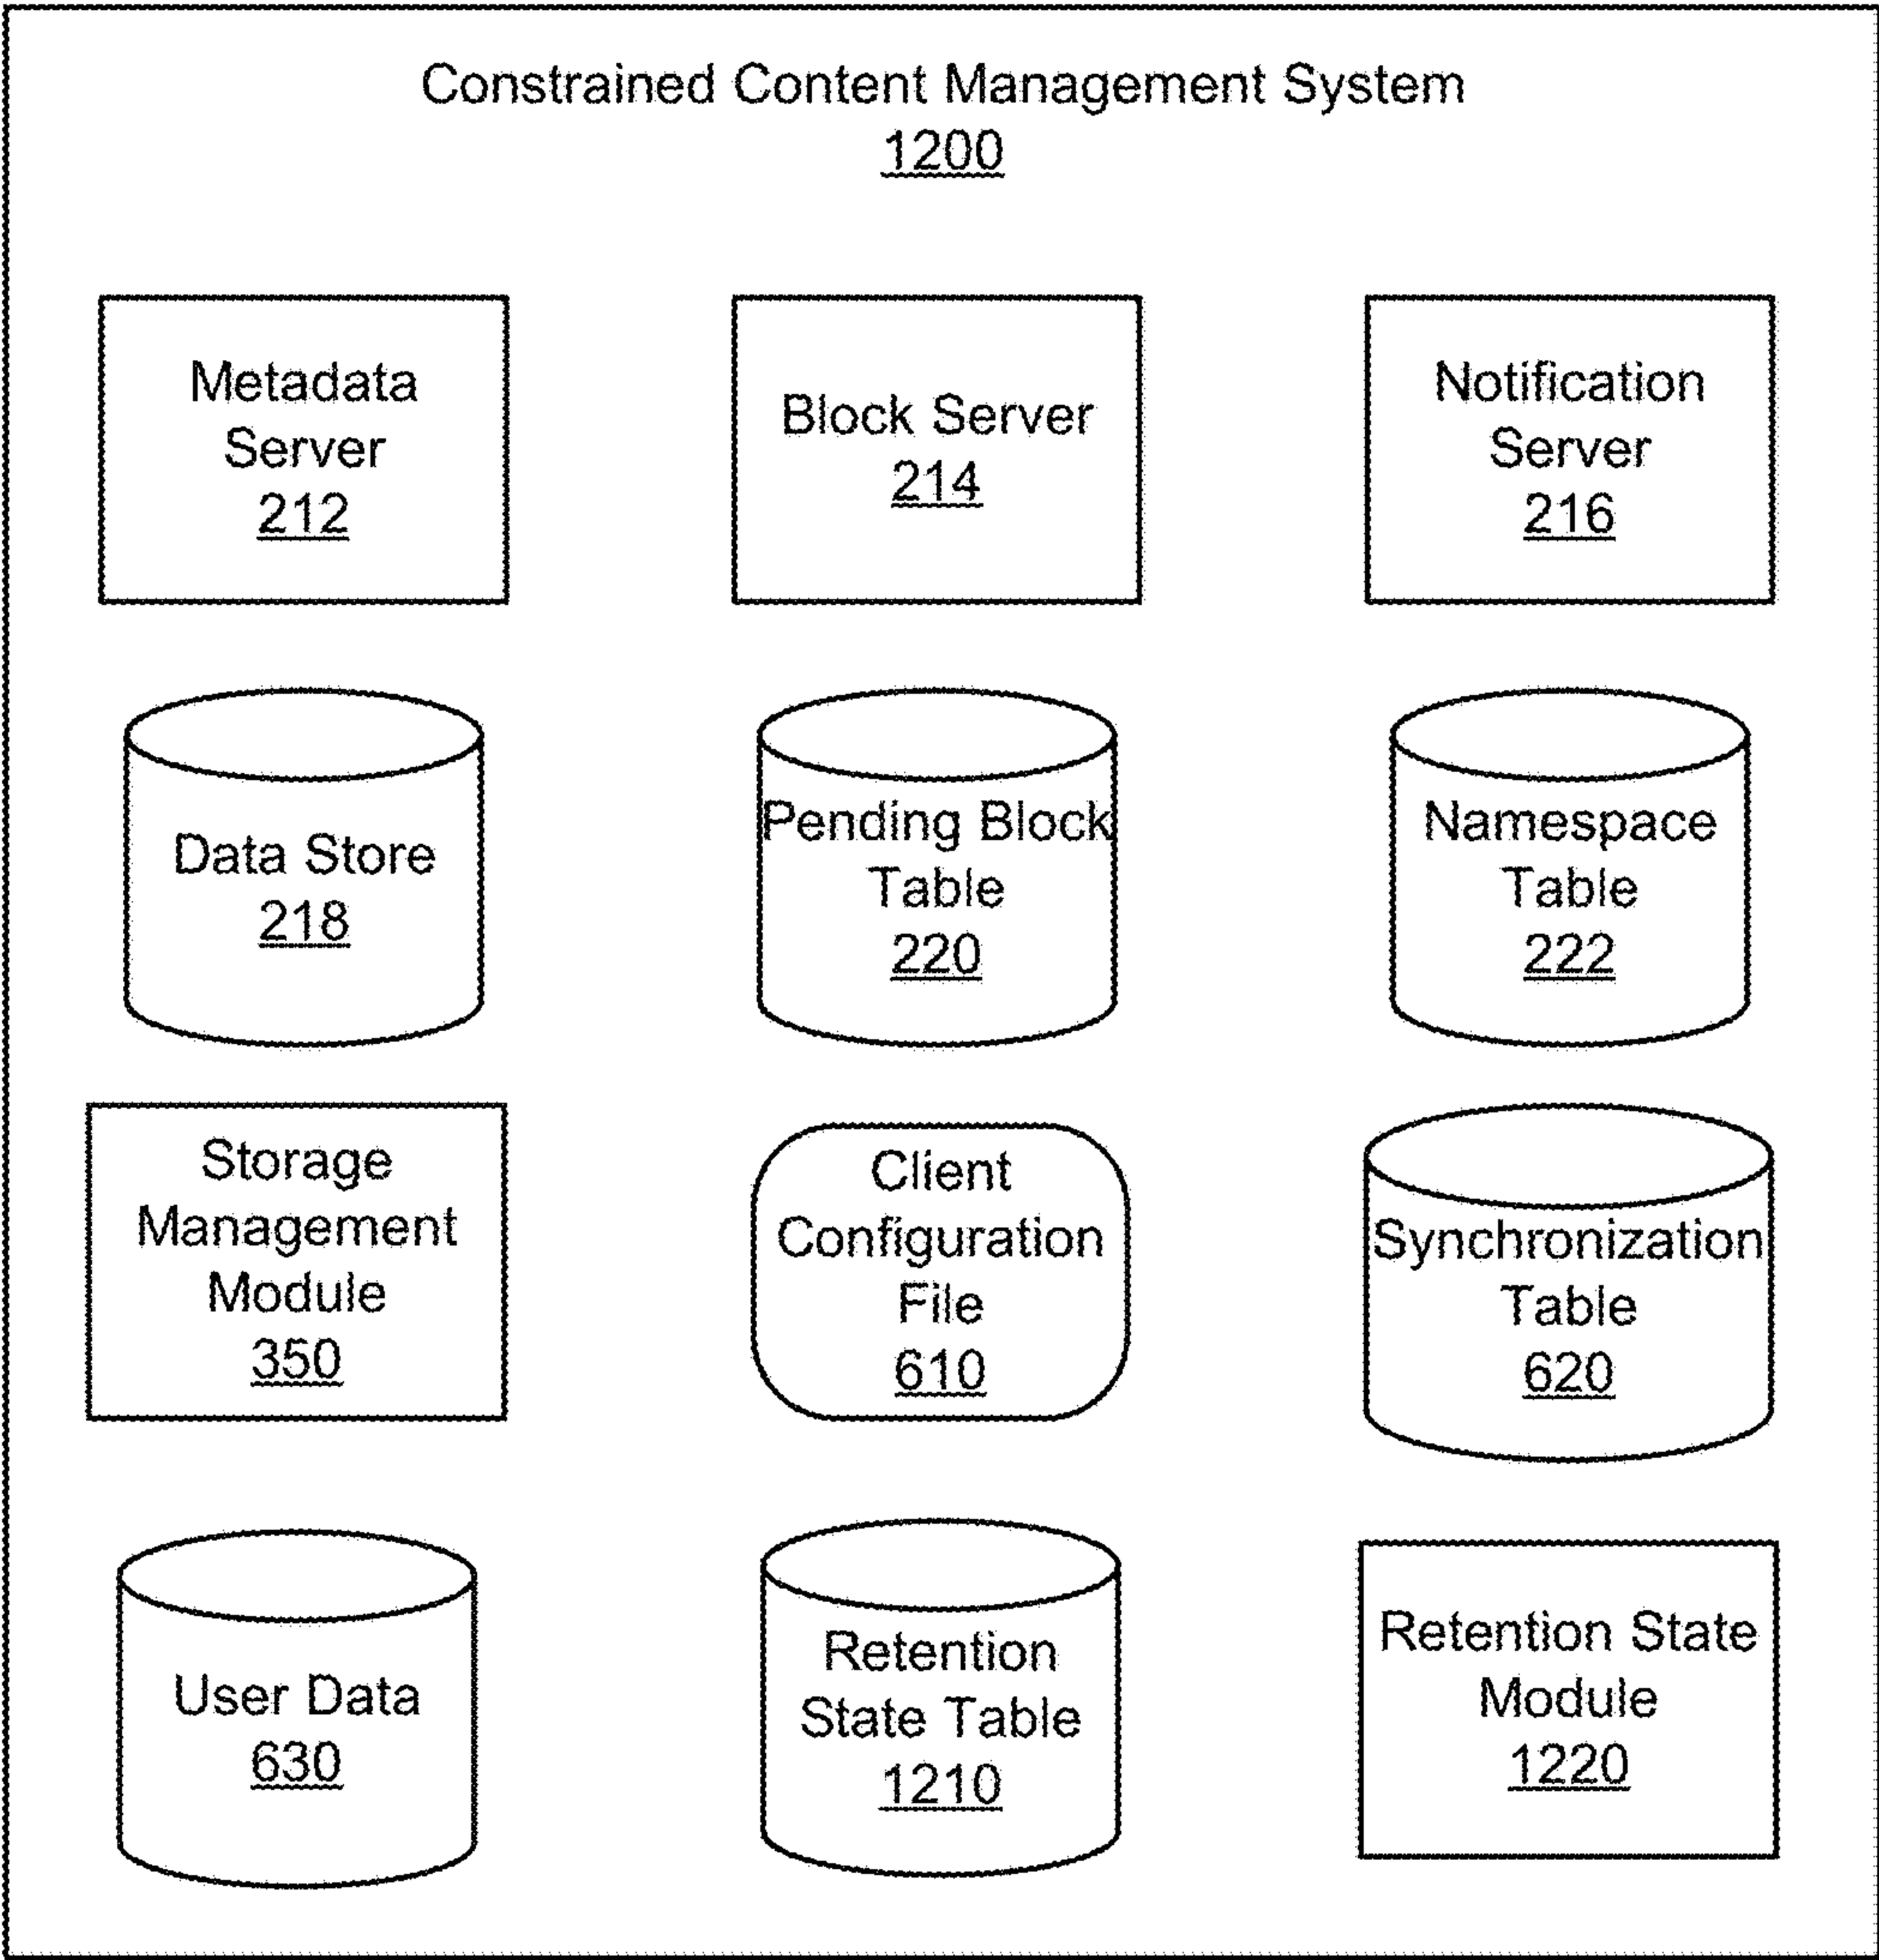 Constrained Content Management System
1200
Metadata
Server
212
Block Server
214
Notification
Server
216
Data Store
218
Pending Block
Table
220
Namespace
Table
222
Storage
Management
Module
350
Client
Configuration
File
610
Synchronization
Table
620
User Data
630
Retention
State Table
1210
Retention State
Module
1220